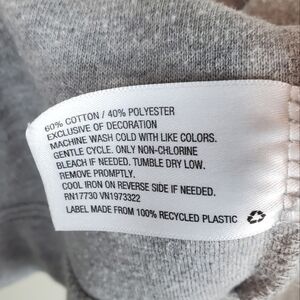 60% COTTON / 40% POLYESTER
EXCLUSIVE OF DECORATION
MACHINE WASH COLD WITH LIKE COLORS.
GENTLE CYCLE. ONLY NON-CHLORINE
BLEACH IF NEEDED. TUMBLE DRY LOW.
REMOVE PROMPTLY.
COOL IRON ON REVERSE SIDE IF NEEDED.
RN17730 VN1973322
LABEL MADE FROM 100% RECYCLED PLASTIC